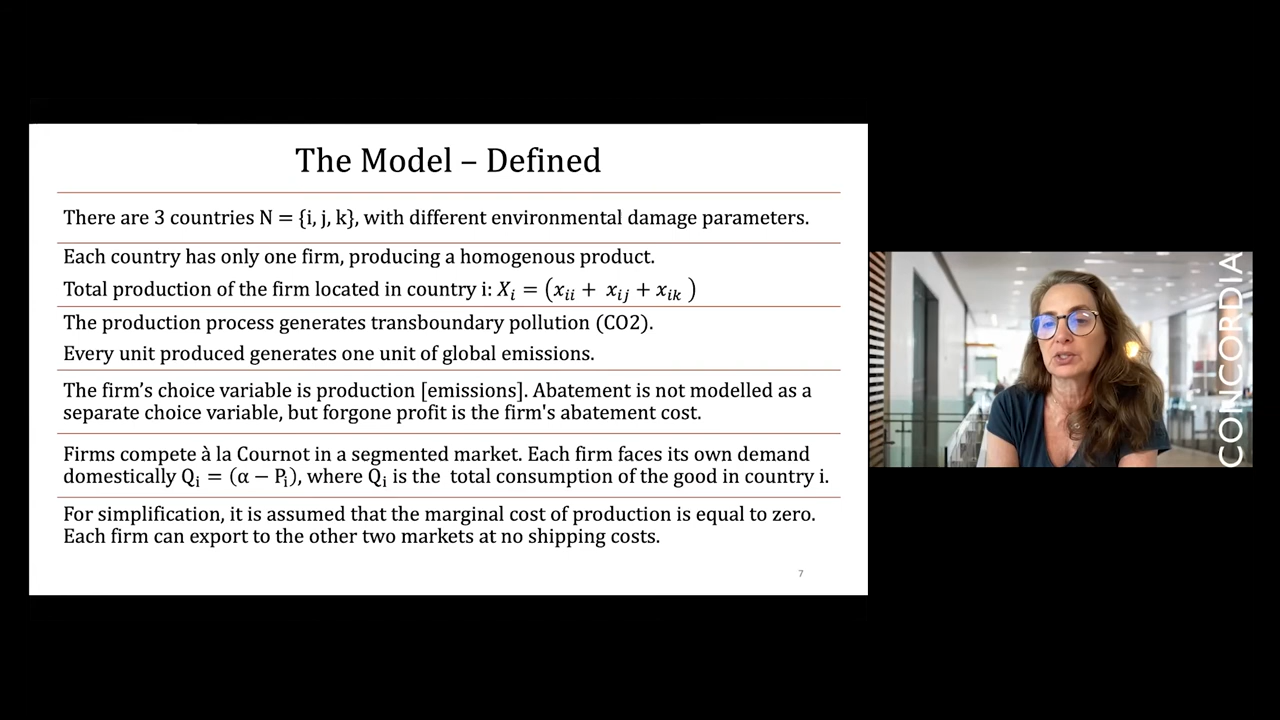 The Model – Defined
There are 3 countries N = {i, j, k}, with different environmental damage parameters.
Each country has only one firm, producing a homogenous product.
Total production of the firm located in country i: Xᵢ = (xᵢᵢ + xᵢⱼ + xᵢₖ )
The production process generates transboundary pollution (CO2).
Every unit produced generates one unit of global emissions.
The firm's choice variable is production [emissions]. Abatement is not modelled as a
separate choice variable, but forgone profit is the firm's abatement cost.
Firms compete à la Cournot in a segmented market. Each firm faces its own demand
domestically Qᵢ = (α − Pᵢ), where Qᵢ is the total consumption of the good in country i.
For simplification, it is assumed that the marginal cost of production is equal to zero.
Each firm can export to the other two markets at no shipping costs.
7
CONCORDIA